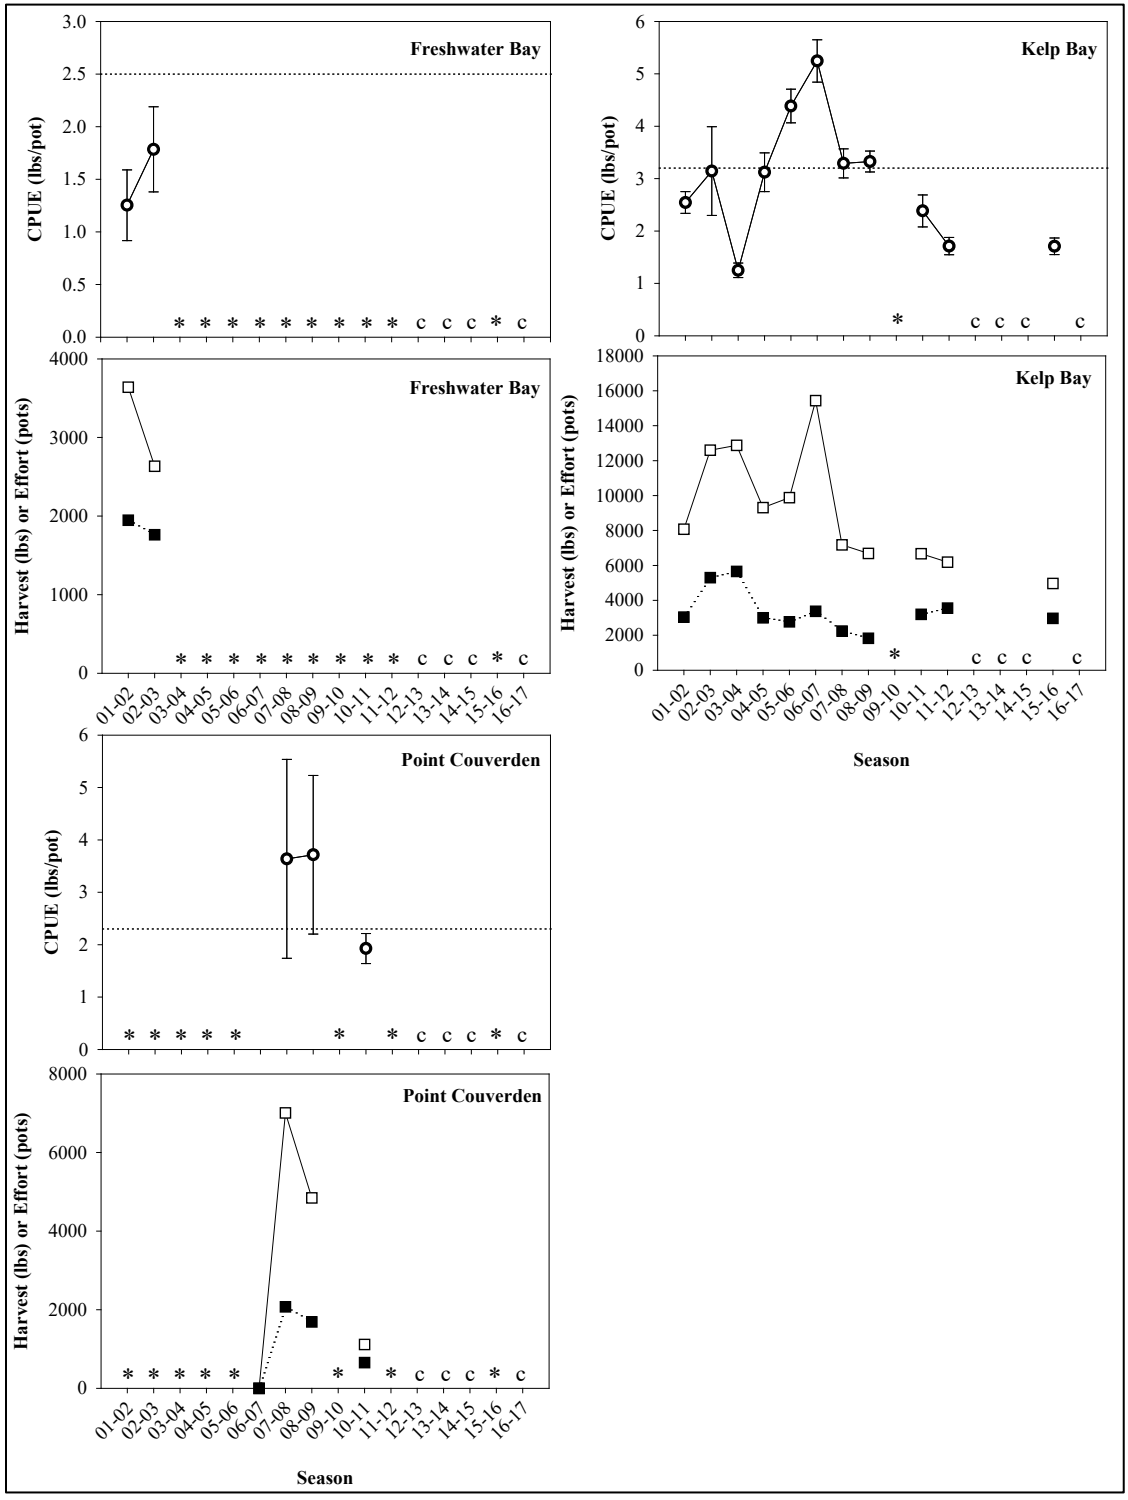 Freshwater Bay
CPUE (lbs/pot)
3.0
2.5
2.0
1.5
1.0
0.5
0.0
* * * * * * * * * c c c * c
Kelp Bay
CPUE (lbs/pot)
6
5
4
3
2
1
0
* c c c c
Freshwater Bay
Harvest (lbs) or Effort (pots)
4000
3000
2000
1000
0
* * * * * * * * * c c c * c
01-02 02-03 03-04 04-05 05-06 06-07 07-08 08-09 09-10 10-11 11-12 12-13 13-14 14-15 15-16 16-17
Kelp Bay
Harvest (lbs) or Effort (pots)
18000
16000
14000
12000
10000
8000
6000
4000
2000
0
* c c c c
01-02 02-03 03-04 04-05 05-06 06-07 07-08 08-09 09-10 10-11 11-12 12-13 13-14 14-15 15-16 16-17
Season
Point Couverden
CPUE (lbs/pot)
6
5
4
3
2
1
0
* * * * * * * c c c * c
Point Couverden
Harvest (lbs) or Effort (pots)
8000
6000
4000
2000
0
* * * * * * * c c c * c
01-02 02-03 03-04 04-05 05-06 06-07 07-08 08-09 09-10 10-11 11-12 12-13 13-14 14-15 15-16 16-17
Season